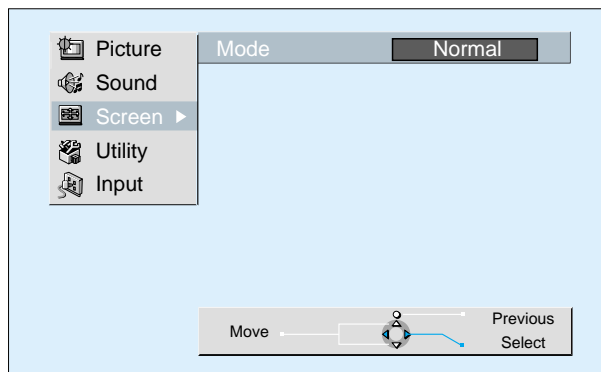 Picture
Sound
Screen
Utility
Input
Mode Normal
Move
Previous
Select